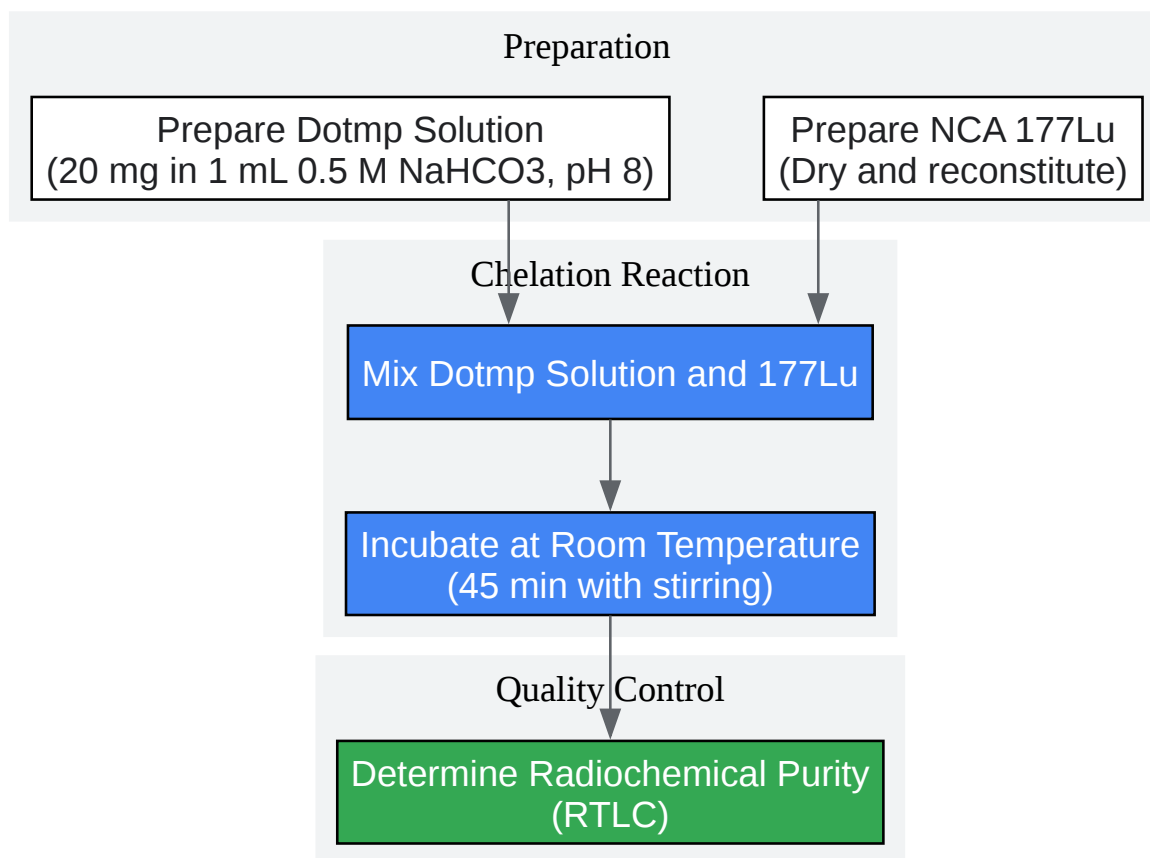 Preparation
Prepare Dotmp Solution
(20 mg in 1 mL 0.5 M NaHCO3, pH 8)
Prepare NCA 177Lu
(Dry and reconstitute)
Chelation Reaction
Mix Dotmp Solution and 177Lu
Incubate at Room Temperature
(45 min with stirring)
Quality Control
Determine Radiochemical Purity
(RTLC)